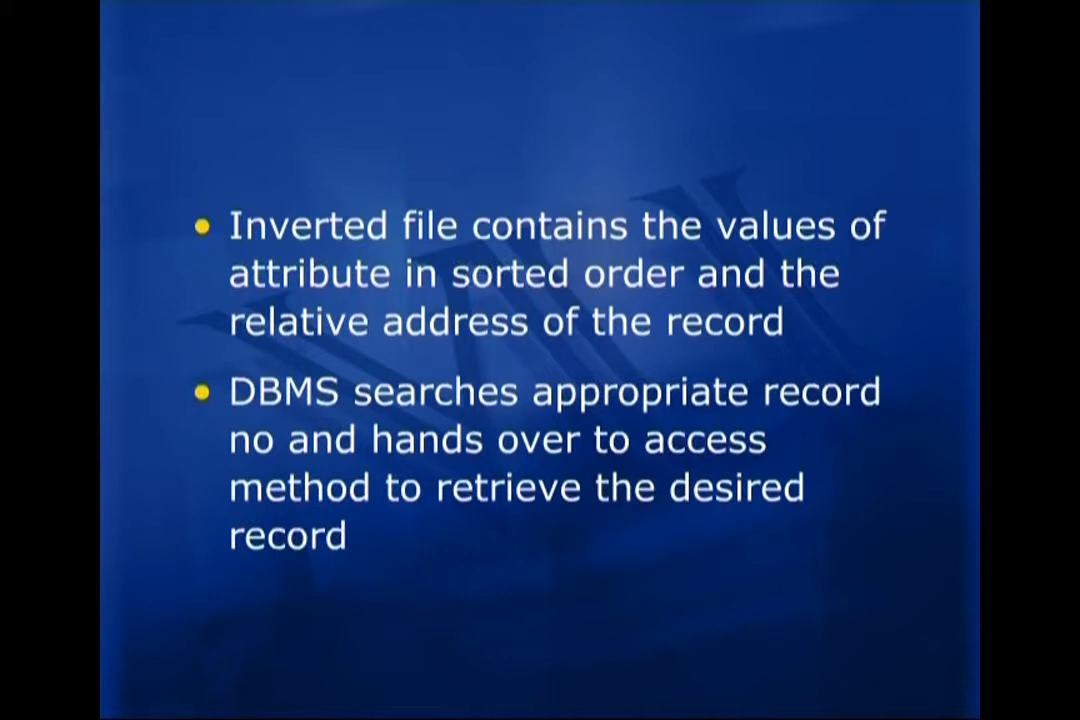 • Inverted file contains the values of
attribute in sorted order and the
relative address of the record
• DBMS searches appropriate record
no and hands over to access
method to retrieve the desired
record